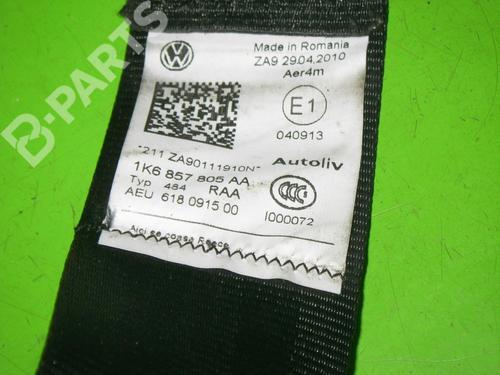 Made in Romania
ZA9 29.04.2010
Aer4m
E1
040913
*211 ZA90111910N*
Autoliv
1K6 857 805 AA
Typ 484 RAA
AEU 618 0915 00
CCC
I000072
B-PARTS